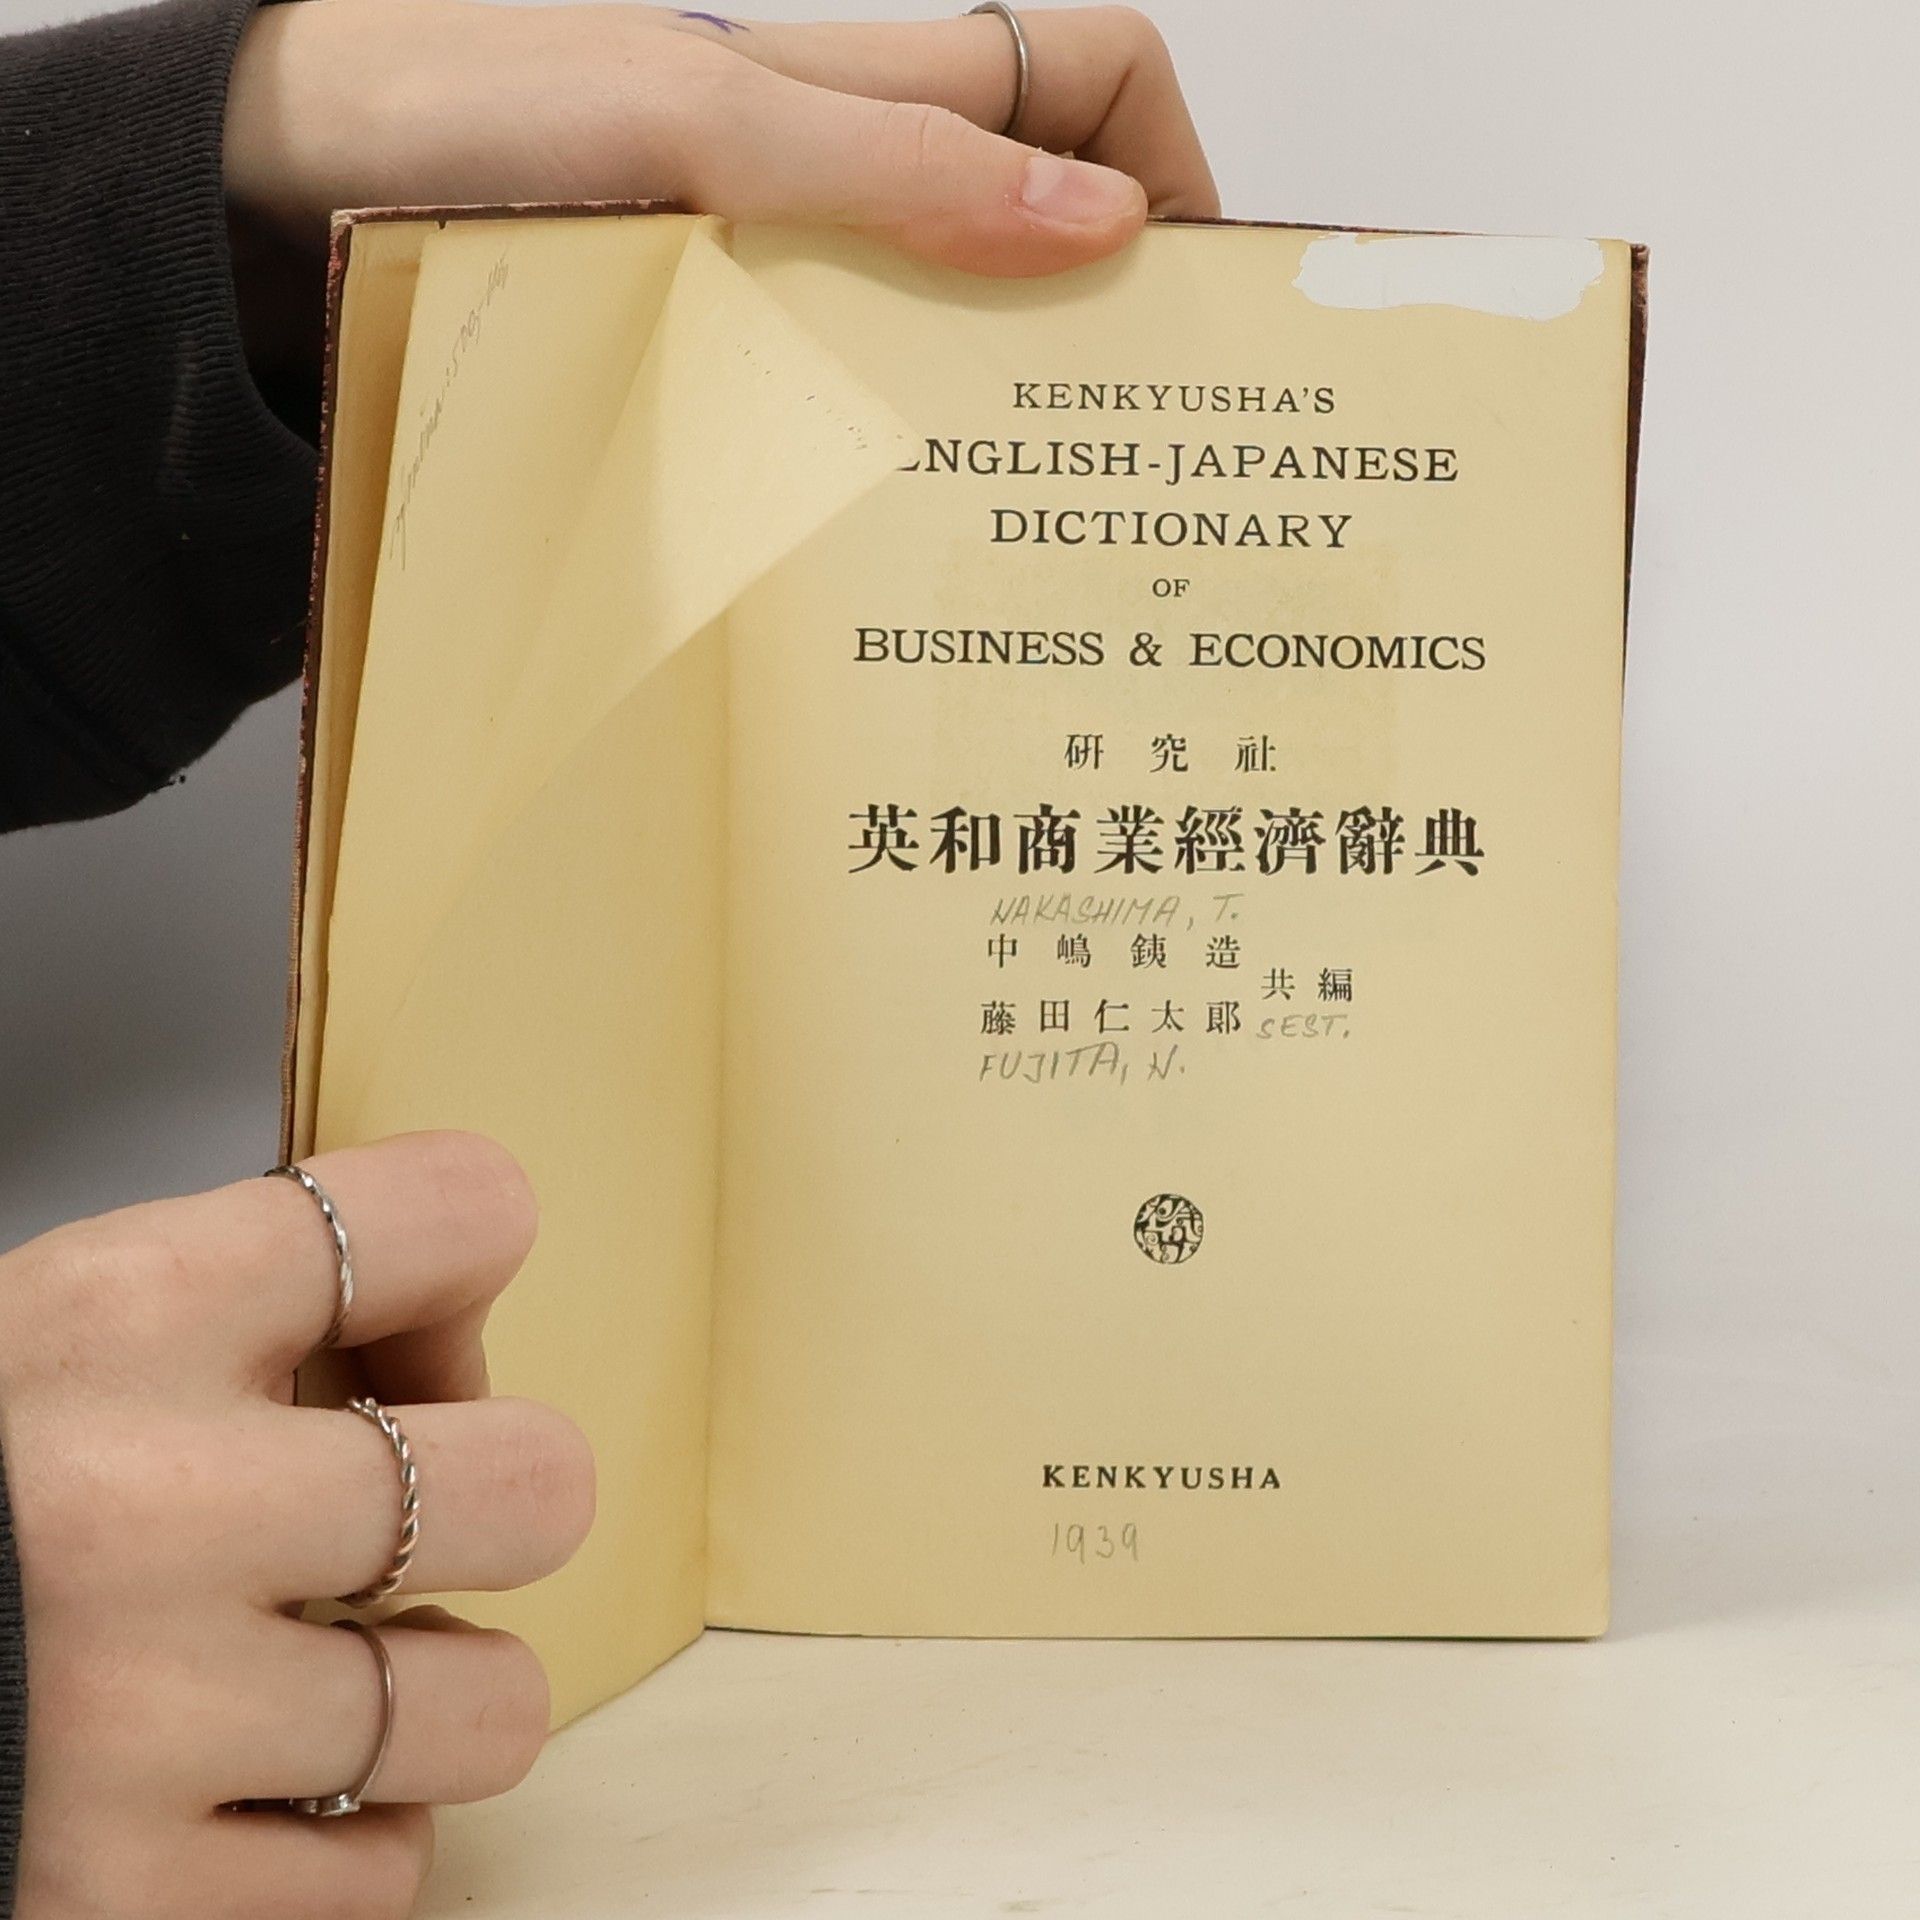 KENKYUSHA'S
ENGLISH-JAPANESE
DICTIONARY
OF
BUSINESS & ECONOMICS
研究社
英和商業經濟辭典
NAKASHIMA, T.
中嶋銕造
共編
藤田仁太郎
SEST.
FUJITA, N.
KENKYUSHA
1939